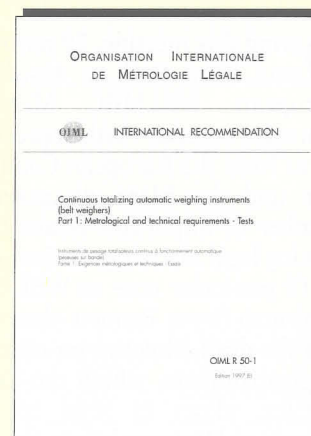 ORGANISATION INTERNATIONALE
DE MÉTROLOGIE LÉGALE
OIML INTERNATIONAL RECOMMENDATION
Continuous totalizing automatic weighing instruments
(belt weighers)
Part 1: Metrological and technical requirements - Tests
Instruments de pesage totalisateurs continus à fonctionnement automatique
(peseuses sur bande)
Partie 1: Exigences métrologiques et techniques - Essais
OIML R 50-1
Edition 1997 (E)